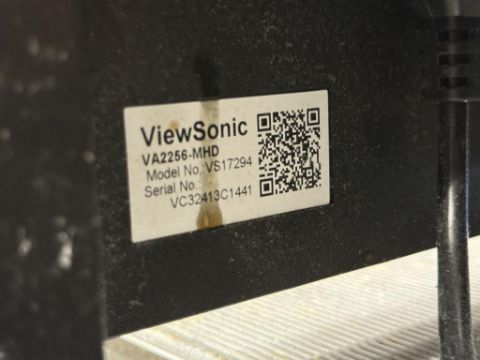 ViewSonic
VA2256-MHD
Model No.:VS17294
Serial No.:
VC32413C1441